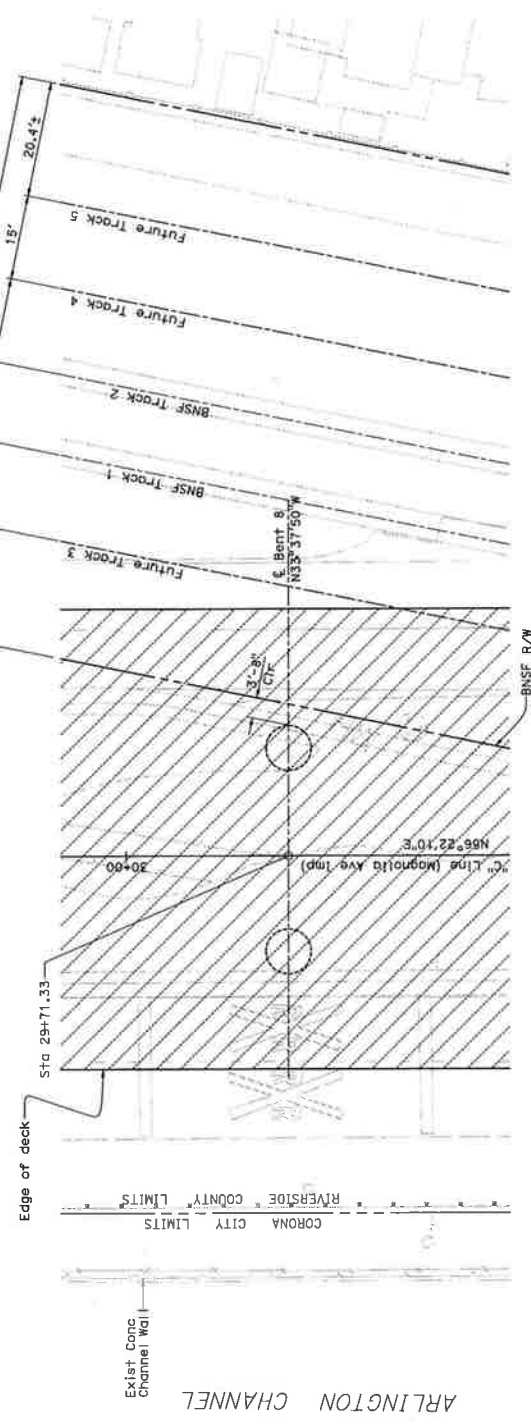 15'
20.4'±
Future Track 5
Future Track 4
BNSF Track 2
BNSF Track 1
Future Track 3
℄ Bent 8
N33°37'50"W
3'-8"
Clr
BNSF R/W
30+00
"C" Line (Magnolia Ave Imp)
N66°22'10"E
Sta 29+71.33
Edge of deck
RIVERSIDE COUNTY LIMITS
CORONA CITY LIMITS
Exist Conc
Channel Wall
ARLINGTON CHANNEL